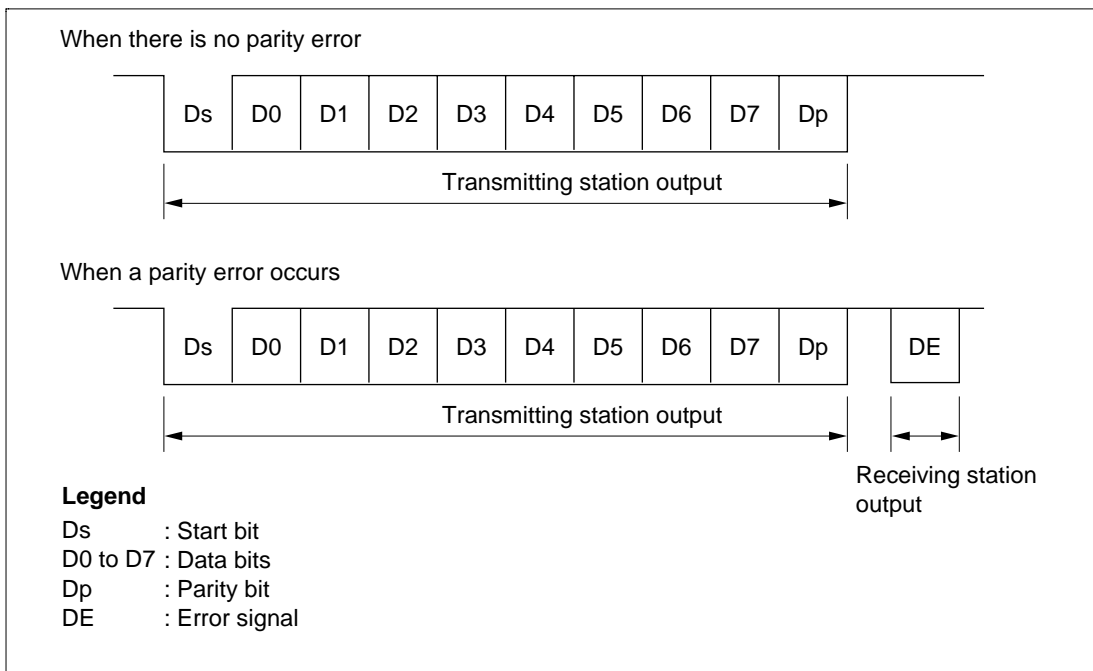 When there is no parity error
Ds D0 D1 D2 D3 D4 D5 D6 D7 Dp
Transmitting station output
When a parity error occurs
Ds D0 D1 D2 D3 D4 D5 D6 D7 Dp DE
Transmitting station output
Receiving station
output
Legend
Ds : Start bit
D0 to D7 : Data bits
Dp : Parity bit
DE : Error signal